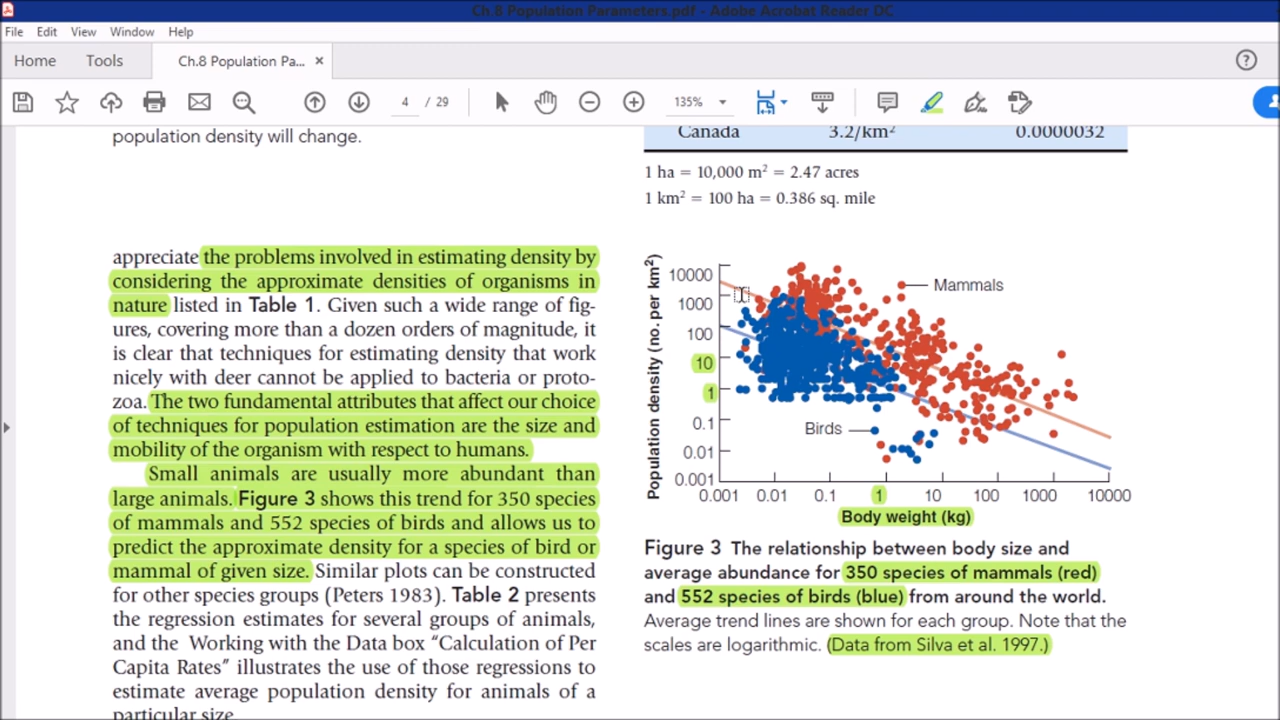 Ch.8 Population Parameters.pdf - Adobe Acrobat Reader DC
File Edit View Window Help
Home Tools Ch.8 Population Pa... ×
4 / 29 135%
population density will change.
appreciate the problems involved in estimating density by
considering the approximate densities of organisms in
nature listed in Table 1. Given such a wide range of fig-
ures, covering more than a dozen orders of magnitude, it
is clear that techniques for estimating density that work
nicely with deer cannot be applied to bacteria or proto-
zoa. The two fundamental attributes that affect our choice
of techniques for population estimation are the size and
mobility of the organism with respect to humans.
Small animals are usually more abundant than
large animals. Figure 3 shows this trend for 350 species
of mammals and 552 species of birds and allows us to
predict the approximate density for a species of bird or
mammal of given size. Similar plots can be constructed
for other species groups (Peters 1983). Table 2 presents
the regression estimates for several groups of animals,
and the Working with the Data box “Calculation of Per
Capita Rates” illustrates the use of those regressions to
estimate average population density for animals of a
particular size.
Canada 3.2/km² 0.0000032
1 ha = 10,000 m² = 2.47 acres
1 km² = 100 ha = 0.386 sq. mile
Population density (no. per km²)
10000
1000
100
10
1
0.1
0.01
0.001
Mammals
Birds
0.001 0.01 0.1 1 10 100 1000 10000
Body weight (kg)
Figure 3 The relationship between body size and
average abundance for 350 species of mammals (red)
and 552 species of birds (blue) from around the world.
Average trend lines are shown for each group. Note that the
scales are logarithmic. (Data from Silva et al. 1997.)